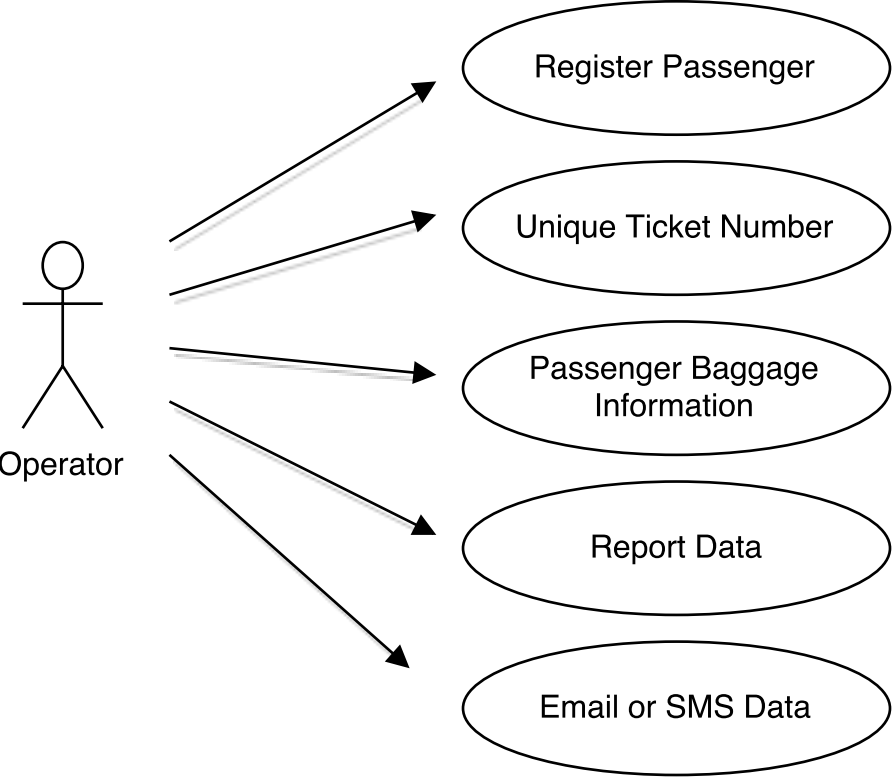 Register Passenger
Unique Ticket Number
Passenger Baggage
Information
Operator
Report Data
Email or SMS Data